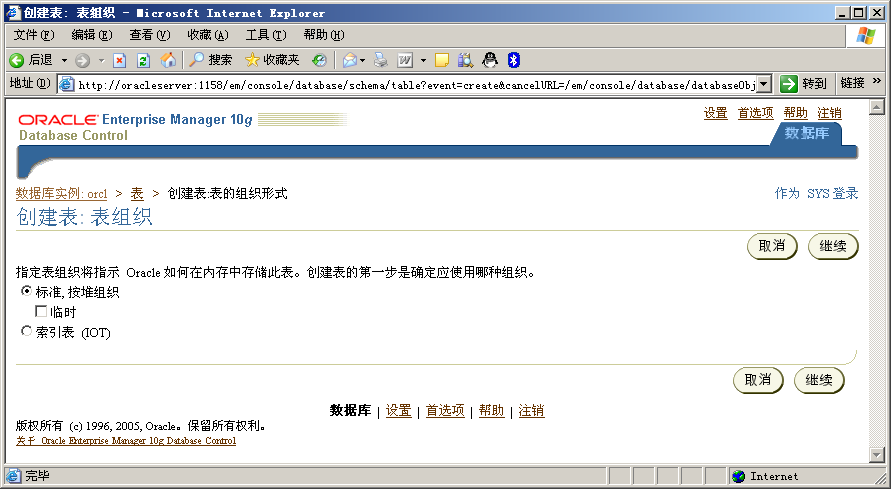 创建表: 表组织 - Microsoft Internet Explorer
文件(F) 编辑(E) 查看(V) 收藏(A) 工具(T) 帮助(H)
后退 搜索 收藏夹
地址(D) http://oracleserver:1158/em/console/database/schema/table?event=create&cancelURL=/em/console/database/databaseObj 转到 链接 »
设置 首选项 帮助 注销
ORACLE Enterprise Manager 10g
Database Control
数据库
数据库实例: orcl > 表 > 创建表:表的组织形式 作为 SYS 登录
创建表: 表组织
取消 继续
指定表组织将指示 Oracle 如何在内存中存储此表。创建表的第一步是确定应使用哪种组织。
标准, 按堆组织
临时
索引表 (IOT)
取消 继续
数据库 | 设置 | 首选项 | 帮助 | 注销
版权所有 (c) 1996, 2005, Oracle。保留所有权利。
关于 Oracle Enterprise Manager 10g Database Control
完毕 Internet